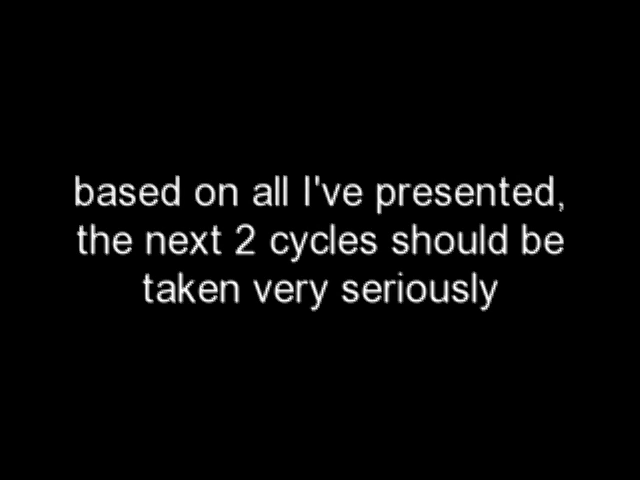 based on all I've presented,
the next 2 cycles should be
taken very seriously